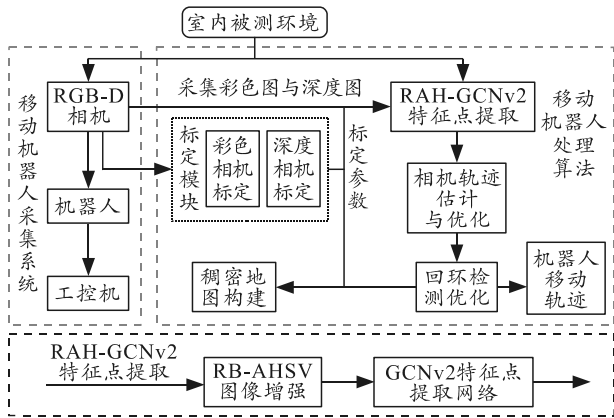 室内被测环境
移动机器人采集系统
RGB-D
相机
机器人
工控机
采集彩色图与深度图
标定模块
彩色
相机
标定
深度
相机
标定
标定参数
RAH-GCNv2
特征点提取
移动
机器人
处理
算法
相机轨迹
估计
与优化
稠密地
图构建
回环检
测优化
机器人
移动
轨迹
RAH-GCNv2
特征点提取
RB-AHSV
图像增强
GCNv2特征点
提取网络